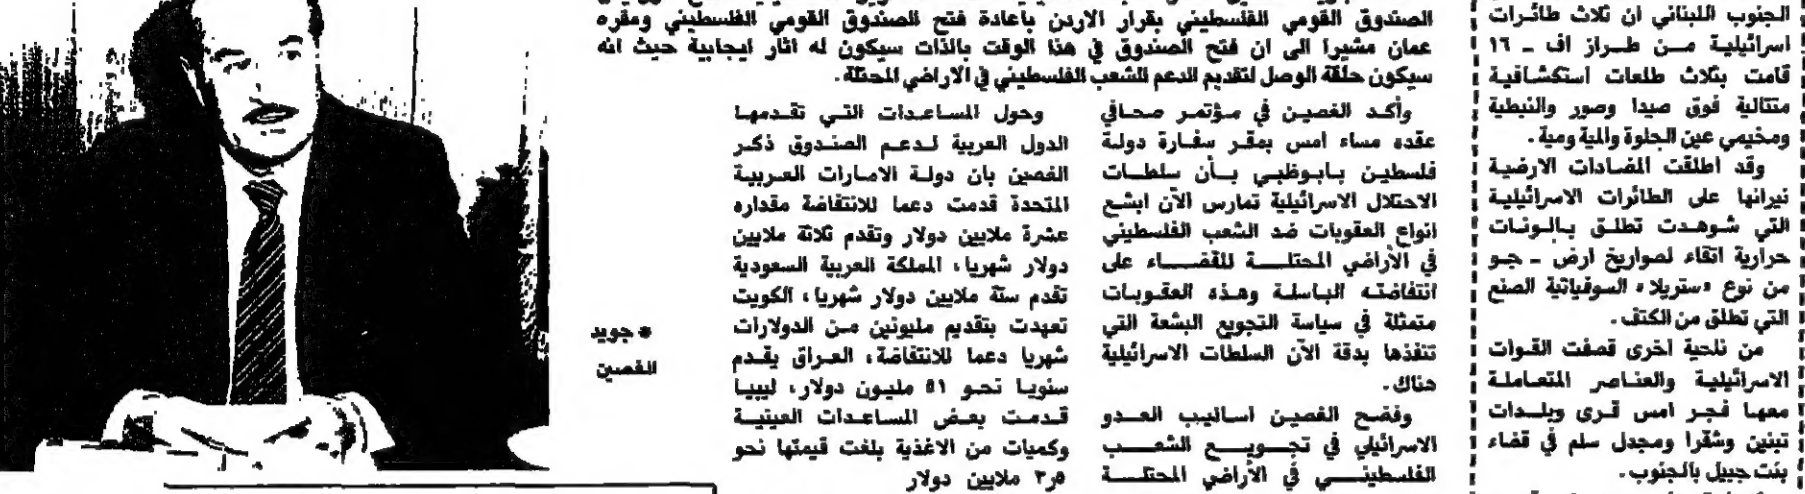 الجنوب اللبناني ان ثلاث طائرات
اسرائيلية من طراز اف - ١٦
قامت بثلاث طلعات استكشافية
متتالية فوق صيدا وصور والنبطية
ومخيمي عين الحلوة والمية ومية.
وقد اطلقت المضادات الارضية
نيرانها على الطائرات الاسرائيلية
التي شوهدت تطلق بالونات
حرارية اتقاء لصواريخ ارض - جو
من نوع «ستريلا» السوفياتية الصنع
التي تطلق من الكتف.
من ناحية اخرى قصفت القوات
الاسرائيلية والعناصر المتعاملة
معها فجر امس قرى وبلدات
تبنين وشقرا ومجدل سلم في قضاء
بنت جبيل بالجنوب.
الصندوق القومي الفلسطيني بقرار الاردن باعادة فتح الصندوق القومي الفلسطيني ومقره
عمان مشيرا الى ان فتح الصندوق في هذا الوقت بالذات سيكون له اثار ايجابية حيث انه
سيكون حلقة الوصل لتقديم الدعم للشعب الفلسطيني في الاراضي المحتلة.
وأكد الغصين في مؤتمر صحافي
عقده مساء امس بمقر سفارة دولة
فلسطين بابوظبي بأن سلطات
الاحتلال الاسرائيلية تمارس الآن ابشع
انواع العقوبات ضد الشعب الفلسطيني
في الأراضي المحتلة للقضاء على
انتفاضته الباسلة وهذه العقوبات
متمثلة في سياسة التجويع البشعة التي
تنفذها بدقة الآن السلطات الاسرائيلية
هناك.
وفضح الغصين اساليب العدو
الاسرائيلي في تجويع الشعب
الفلسطيني في الأراضي المحتلة
وحول المساعدات التي تقدمها
الدول العربية لدعم الصندوق ذكر
الغصين بان دولة الامارات العربية
المتحدة قدمت دعما للانتفاضة مقداره
عشرة ملايين دولار وتقدم ثلاثة ملايين
دولار شهريا، المملكة العربية السعودية
تقدم ستة ملايين دولار شهريا، الكويت
تعهدت بتقديم مليونين من الدولارات
شهريا دعما للانتفاضة، العراق يقدم
سنويا نحو ٥١ مليون دولار، ليبيا
قدمت بعض المساعدات العينية
وكميات من الاغذية بلغت قيمتها نحو
٣٫٥ ملايين دولار
* جويد
الغصين